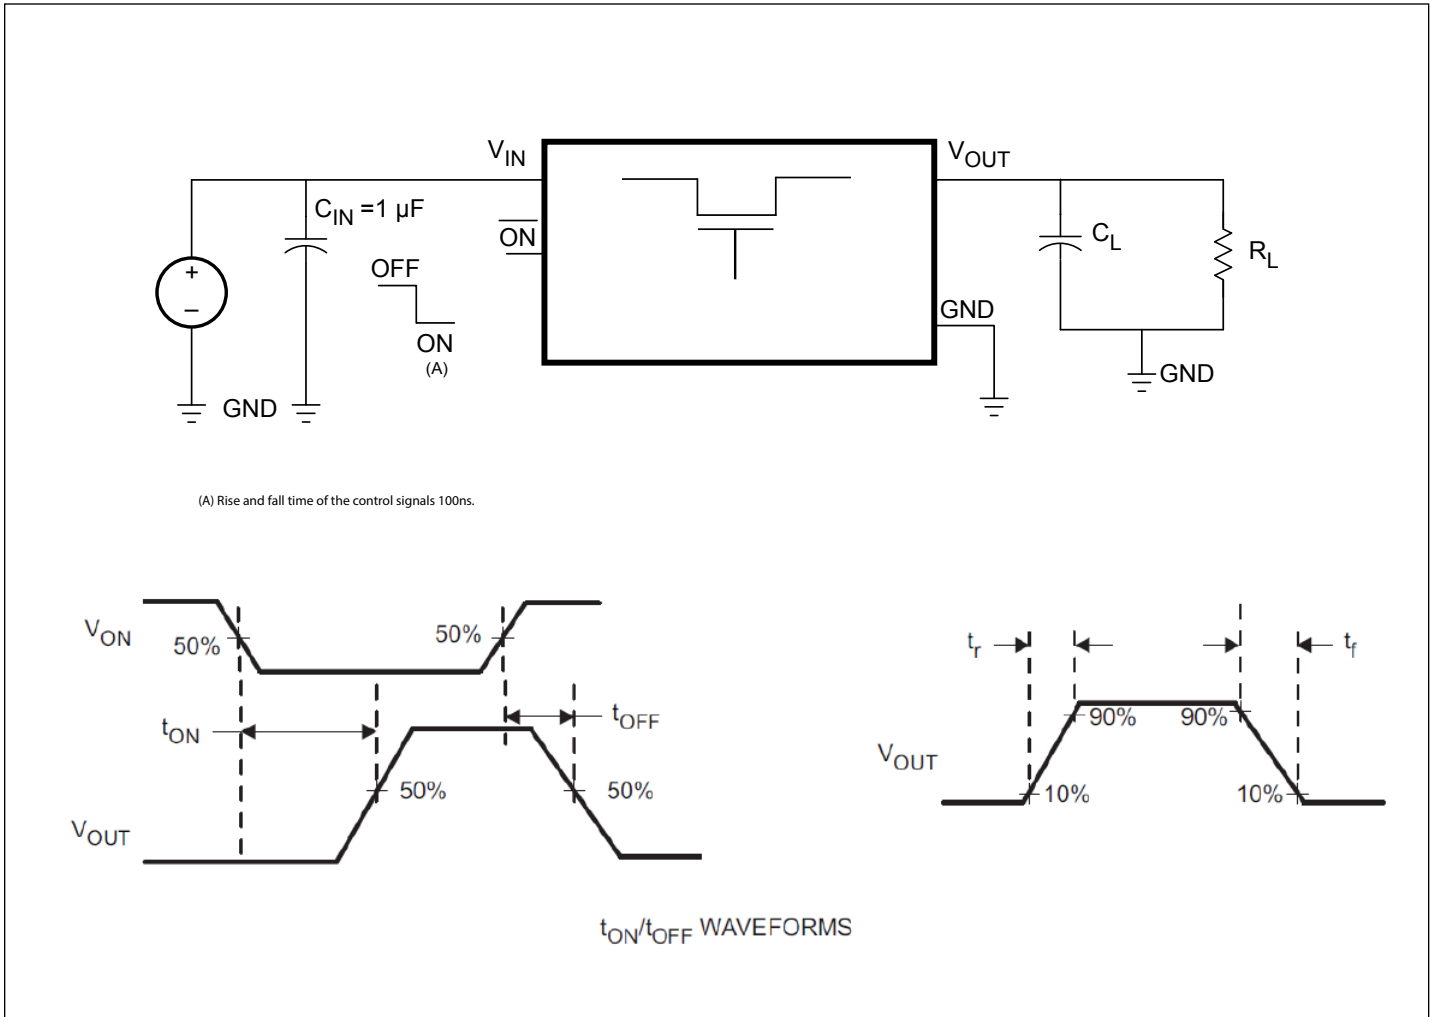 VIN
VOUT
CIN =1 µF
ON
CL
OFF
RL
+
−
GND
ON
(A)
GND
GND
(A) Rise and fall time of the control signals 100ns.
VON
50%
50%
tr
tf
tON
tOFF
90%
90%
VOUT
50%
50%
10%
10%
VOUT
tON/tOFF WAVEFORMS